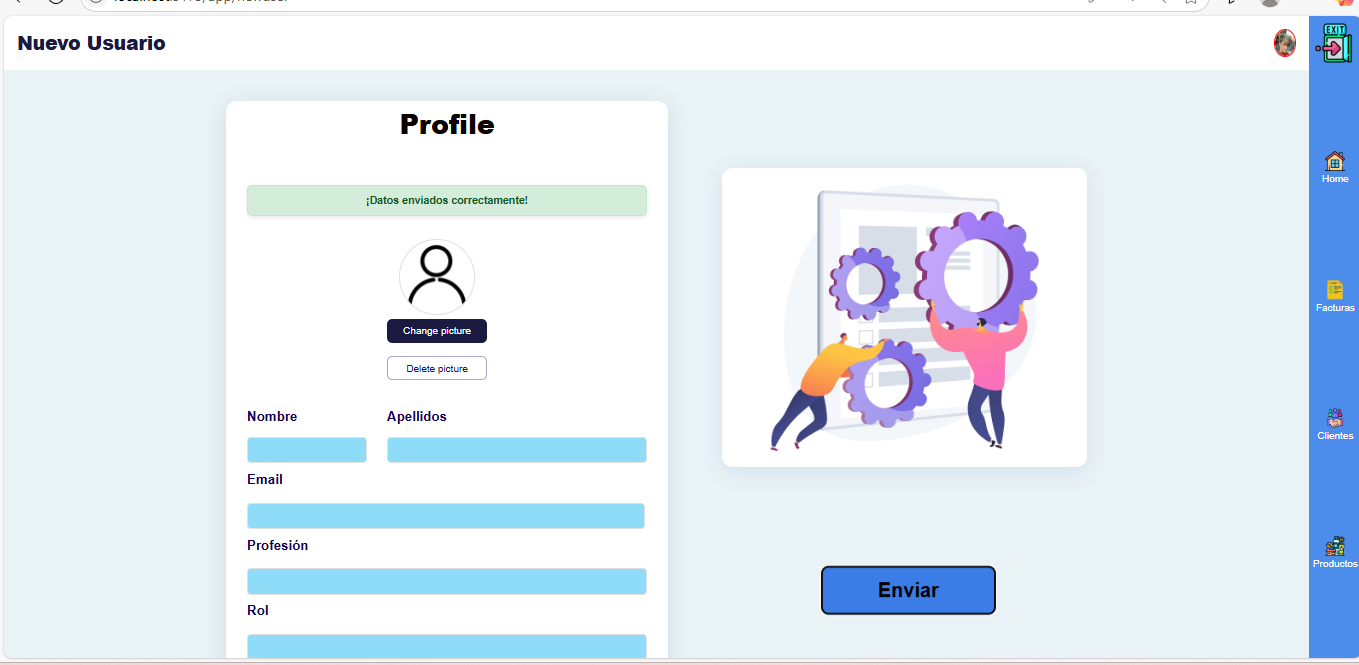 Nuevo Usuario
EXIT
Profile
¡Datos enviados correctamente!
Change picture
Delete picture
Nombre
Apellidos
Email
Profesión
Rol
Enviar
Home
Facturas
Clientes
Productos